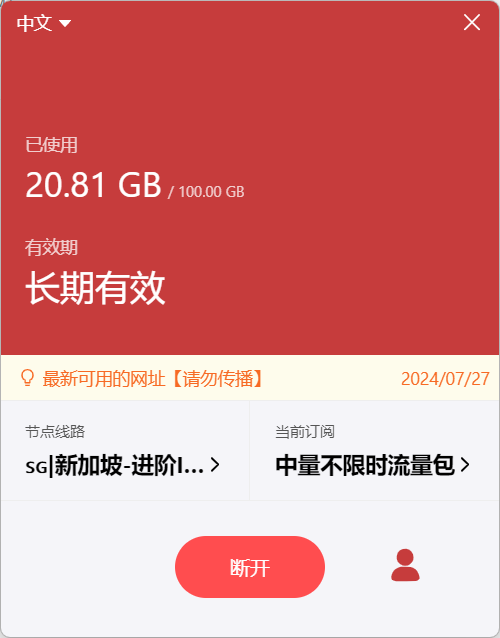 中文
已使用
20.81 GB / 100.00 GB
有效期
长期有效
最新可用的网址【请勿传播】 2024/07/27
节点线路 当前订阅
SG|新加坡-进阶I... 中量不限时流量包
断开